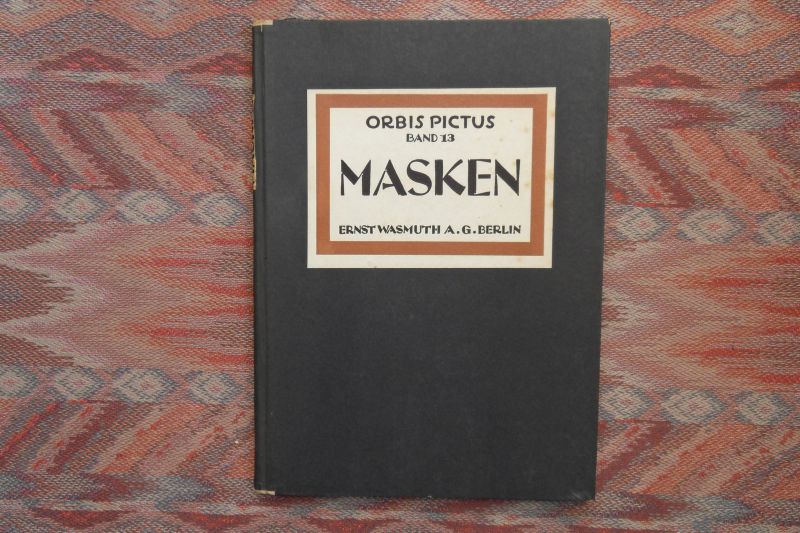 ORBIS PICTUS
BAND 13
MASKEN
ERNST WASMUTH A.G. BERLIN